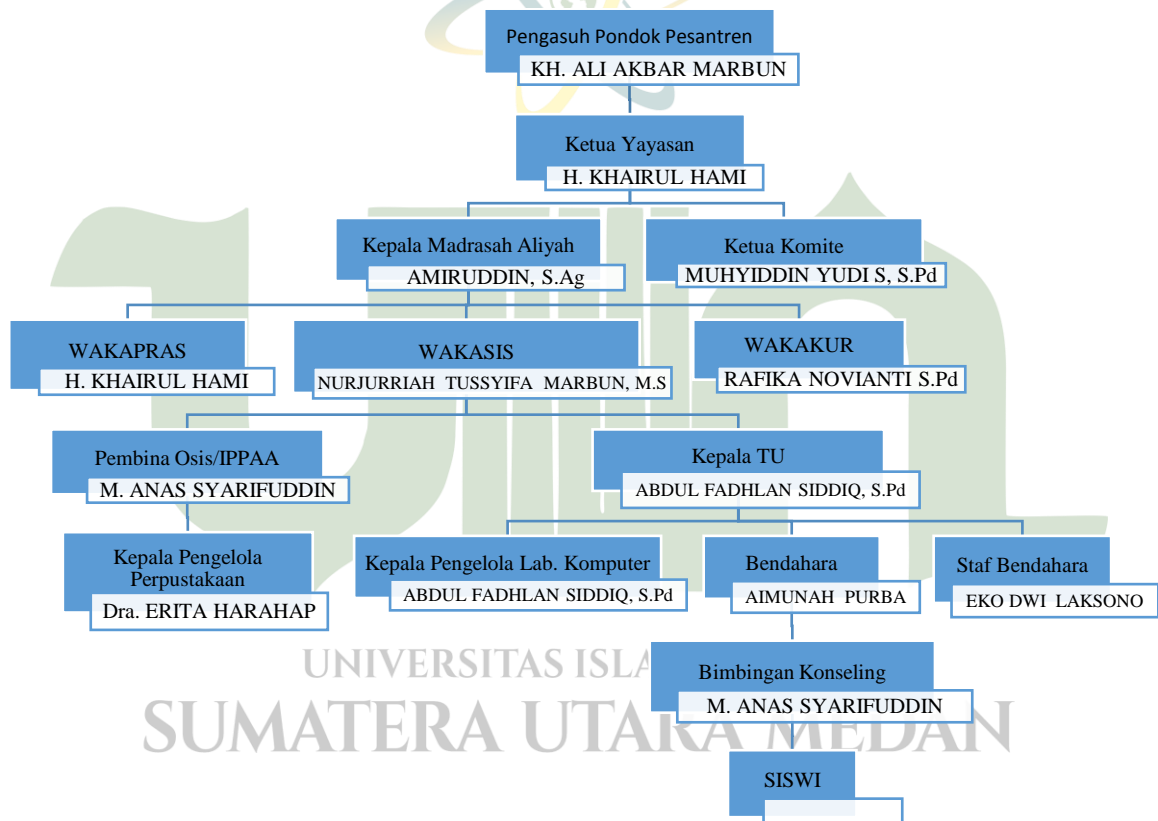 Pengasuh Pondok Pesantren
KH. ALI AKBAR MARBUN
Ketua Yayasan
H. KHAIRUL HAMI
Kepala Madrasah Aliyah
AMIRUDDIN, S.Ag
Ketua Komite
MUHYIDDIN YUDI S, S.Pd
WAKAPRAS
H. KHAIRUL HAMI
WAKASIS
NURJURRIAH TUSSYIFA MARBUN, M.S
WAKAKUR
RAFIKA NOVIANTI S.Pd
Pembina Osis/IPPAA
M. ANAS SYARIFUDDIN
Kepala TU
ABDUL FADHLAN SIDDIQ, S.Pd
Kepala Pengelola
Perpustakaan
Dra. ERITA HARAHAP
Kepala Pengelola Lab. Komputer
ABDUL FADHLAN SIDDIQ, S.Pd
Bendahara
AIMUNAH PURBA
Staf Bendahara
EKO DWI LAKSONO
Bimbingan Konseling
M. ANAS SYARIFUDDIN
SISWI
UNIVERSITAS ISLA
SUMATERA UTARA MEDAN